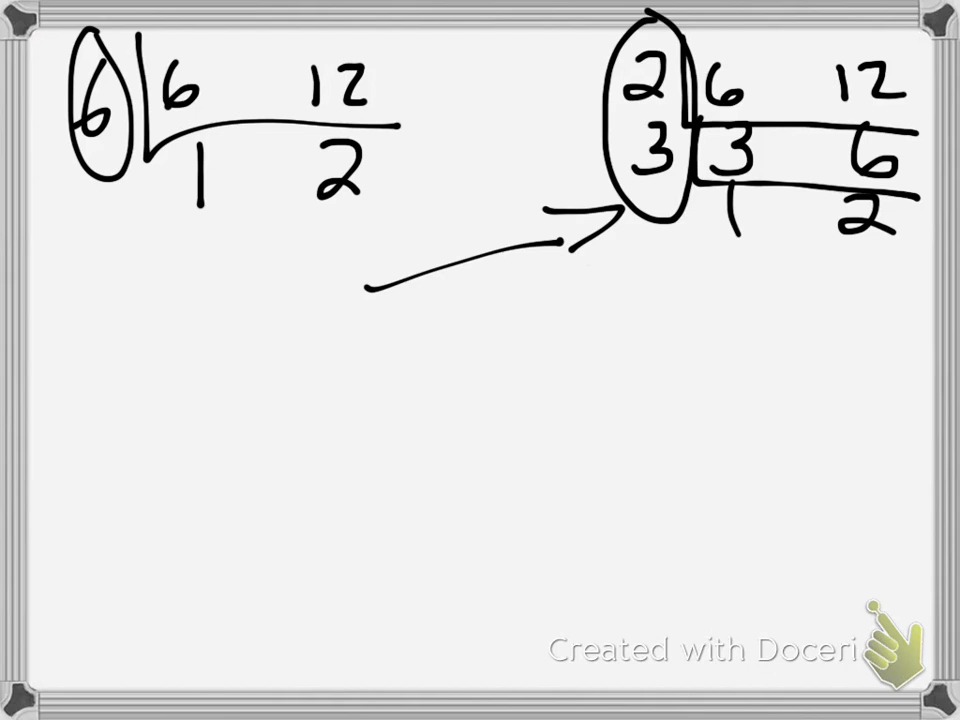 6 6 12
1 2
2 6 12
3 3 6
1 2
Created with Doceri